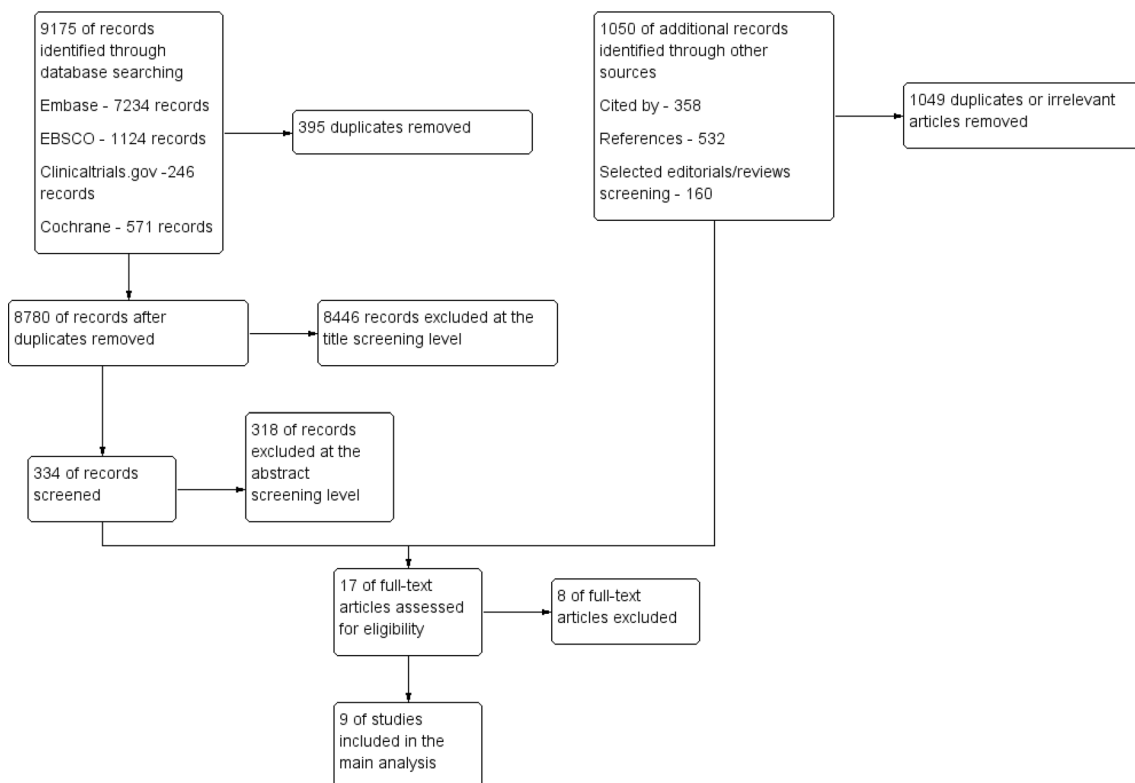 9175 of records
identified through
database searching
Embase - 7234 records
EBSCO - 1124 records
Clinicaltrials.gov -246
records
Cochrane - 571 records
395 duplicates removed
1050 of additional records
identified through other
sources
Cited by - 358
References - 532
Selected editorials/reviews
screening - 160
1049 duplicates or irrelevant
articles removed
8780 of records after
duplicates removed
8446 records excluded at the
title screening level
334 of records
screened
318 of records
excluded at the
abstract
screening level
17 of full-text
articles assessed
for eligibility
8 of full-text
articles excluded
9 of studies
included in the
main analysis